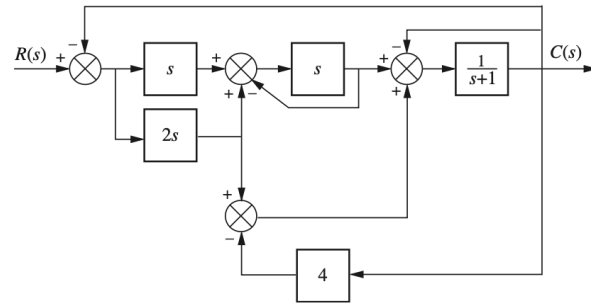 −
R(s) + s + s + − 1/s+1 C(s)
+ − +
2s
+
−
4